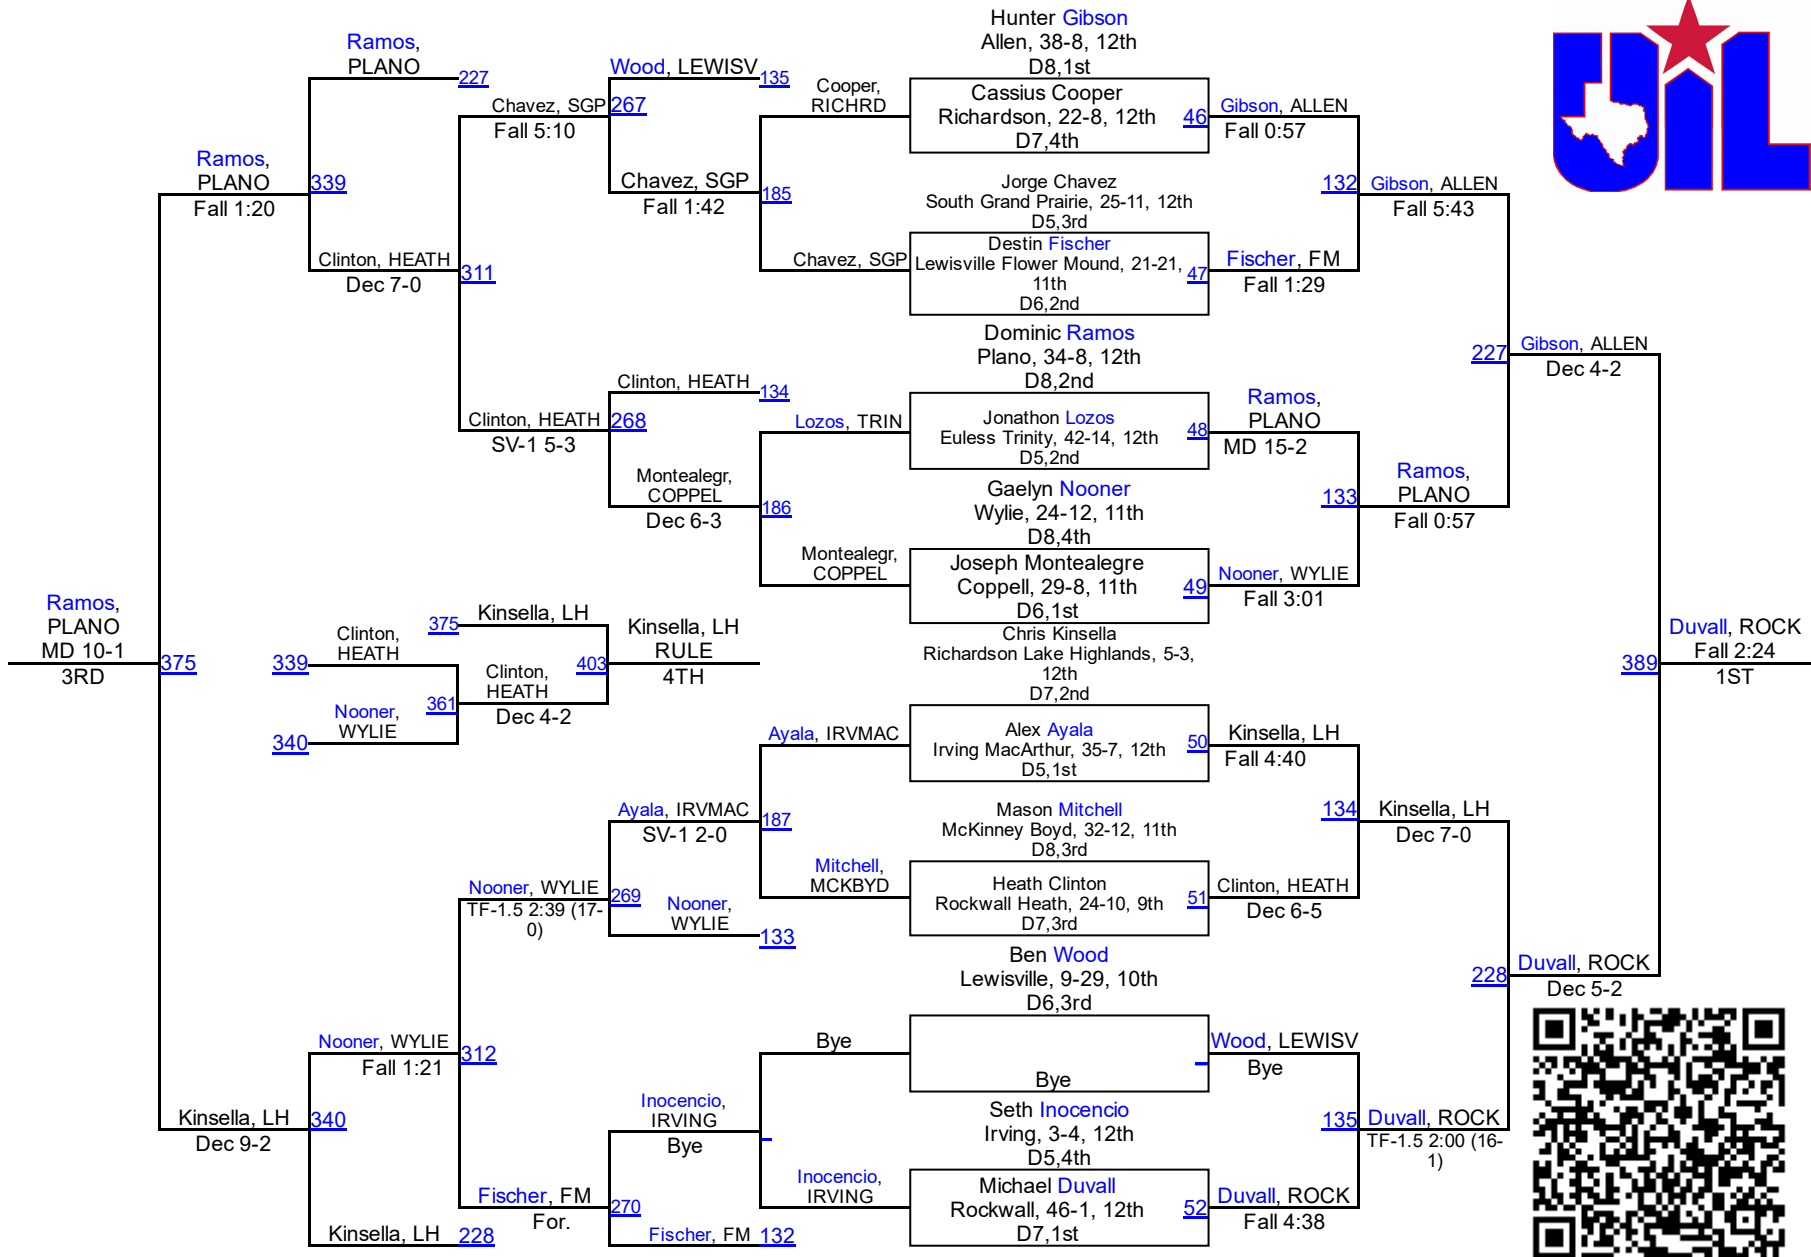 Ramos,
PLANO
MD 10-1
3RD
375
Ramos,
PLANO
Fall 1:20
Kinsella, LH
Dec 9-2
Ramos,
PLANO
227
339
Clinton, HEATH
Dec 7-0
Nooner, WYLIE
Fall 1:21
340
Kinsella, LH
228
Chavez, SGP
Fall 5:10
311
Clinton, HEATH
SV-1 5-3
Nooner, WYLIE
TF-1.5 2:39 (17-
0)
312
Fischer, FM
For.
Wood, LEWISV
135
267
Chavez, SGP
Fall 1:42
Clinton, HEATH
134
268
Montealegr,
COPPEL
Dec 6-3
Ayala, IRVMAC
SV-1 2-0
269
Nooner,
WYLIE
133
Inocencio,
IRVING
Bye
270
Fischer, FM
132
Cooper,
RICHRD
185
Chavez, SGP
Lozos, TRIN
186
Montealegr,
COPPEL
Ayala, IRVMAC
187
Mitchell,
MCKBYD
Bye
Inocencio,
IRVING
375
Kinsella, LH
339
Clinton,
HEATH
361
Nooner,
WYLIE
340
Clinton,
HEATH
Dec 4-2
403
Kinsella, LH
RULE
4TH
Hunter Gibson
Allen, 38-8, 12th
D8,1st
Cassius Cooper
Richardson, 22-8, 12th
D7,4th
46
Jorge Chavez
South Grand Prairie, 25-11, 12th
D5,3rd
Destin Fischer
Lewisville Flower Mound, 21-21,
11th
D6,2nd
47
Dominic Ramos
Plano, 34-8, 12th
D8,2nd
Jonathon Lozos
Euless Trinity, 42-14, 12th
D5,2nd
48
Gaelyn Nooner
Wylie, 24-12, 11th
D8,4th
Joseph Montealegre
Coppell, 29-8, 11th
D6,1st
49
Chris Kinsella
Richardson Lake Highlands, 5-3,
12th
D7,2nd
Alex Ayala
Irving MacArthur, 35-7, 12th
D5,1st
50
Mason Mitchell
McKinney Boyd, 32-12, 11th
D8,3rd
Heath Clinton
Rockwall Heath, 24-10, 9th
D7,3rd
51
Ben Wood
Lewisville, 9-29, 10th
D6,3rd
Bye
Seth Inocencio
Irving, 3-4, 12th
D5,4th
Michael Duvall
Rockwall, 46-1, 12th
D7,1st
52
Gibson, ALLEN
Fall 0:57
132
Fischer, FM
Fall 1:29
Ramos,
PLANO
MD 15-2
133
Nooner, WYLIE
Fall 3:01
Kinsella, LH
Fall 4:40
134
Clinton, HEATH
Dec 6-5
Wood, LEWISV
Bye
135
Duvall, ROCK
Fall 4:38
Gibson, ALLEN
Fall 5:43
227
Ramos,
PLANO
Fall 0:57
Kinsella, LH
Dec 7-0
228
Duvall, ROCK
TF-1.5 2:00 (16-
1)
Gibson, ALLEN
Dec 4-2
389
Duvall, ROCK
Dec 5-2
Duvall, ROCK
Fall 2:24
1ST
UIL